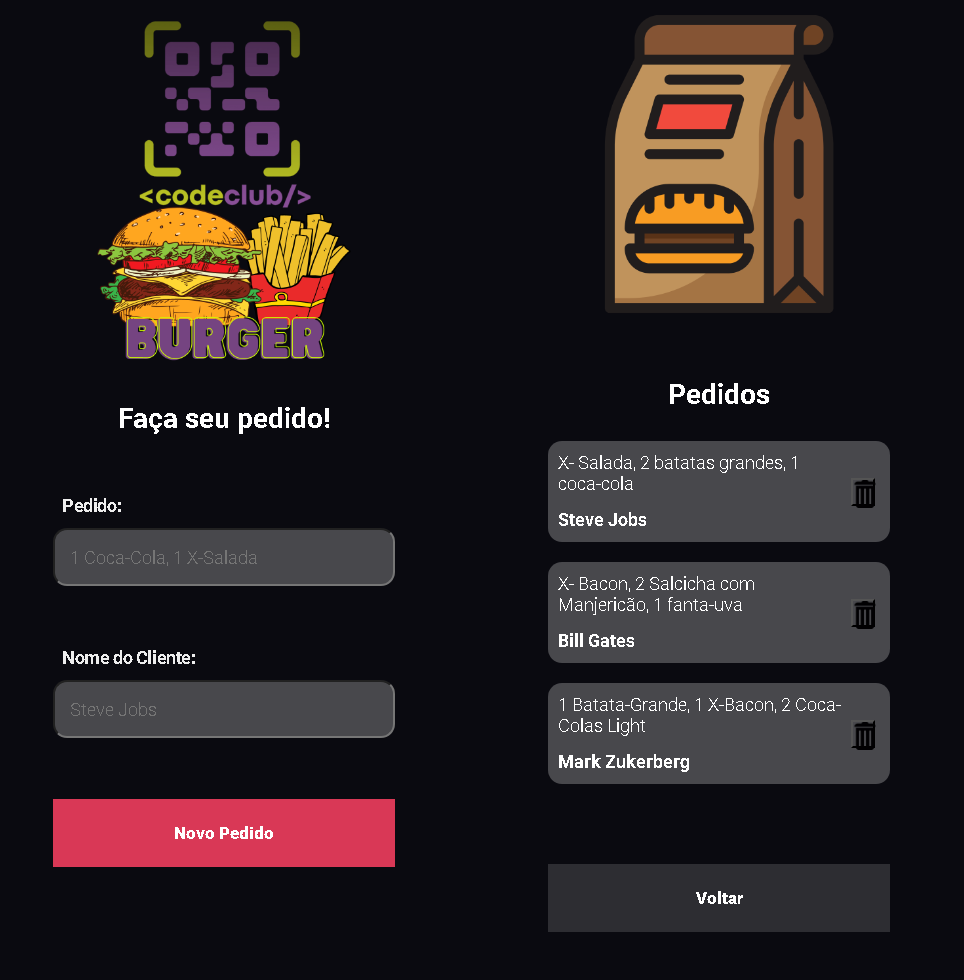 <codeclub/>
BURGER
Faça seu pedido!
Pedido:
1 Coca-Cola, 1 X-Salada
Nome do Cliente:
Steve Jobs
Novo Pedido
Pedidos
X- Salada, 2 batatas grandes, 1
coca-cola
Steve Jobs
X- Bacon, 2 Salcicha com
Manjericão, 1 fanta-uva
Bill Gates
1 Batata-Grande, 1 X-Bacon, 2 Coca-
Colas Light
Mark Zukerberg
Voltar